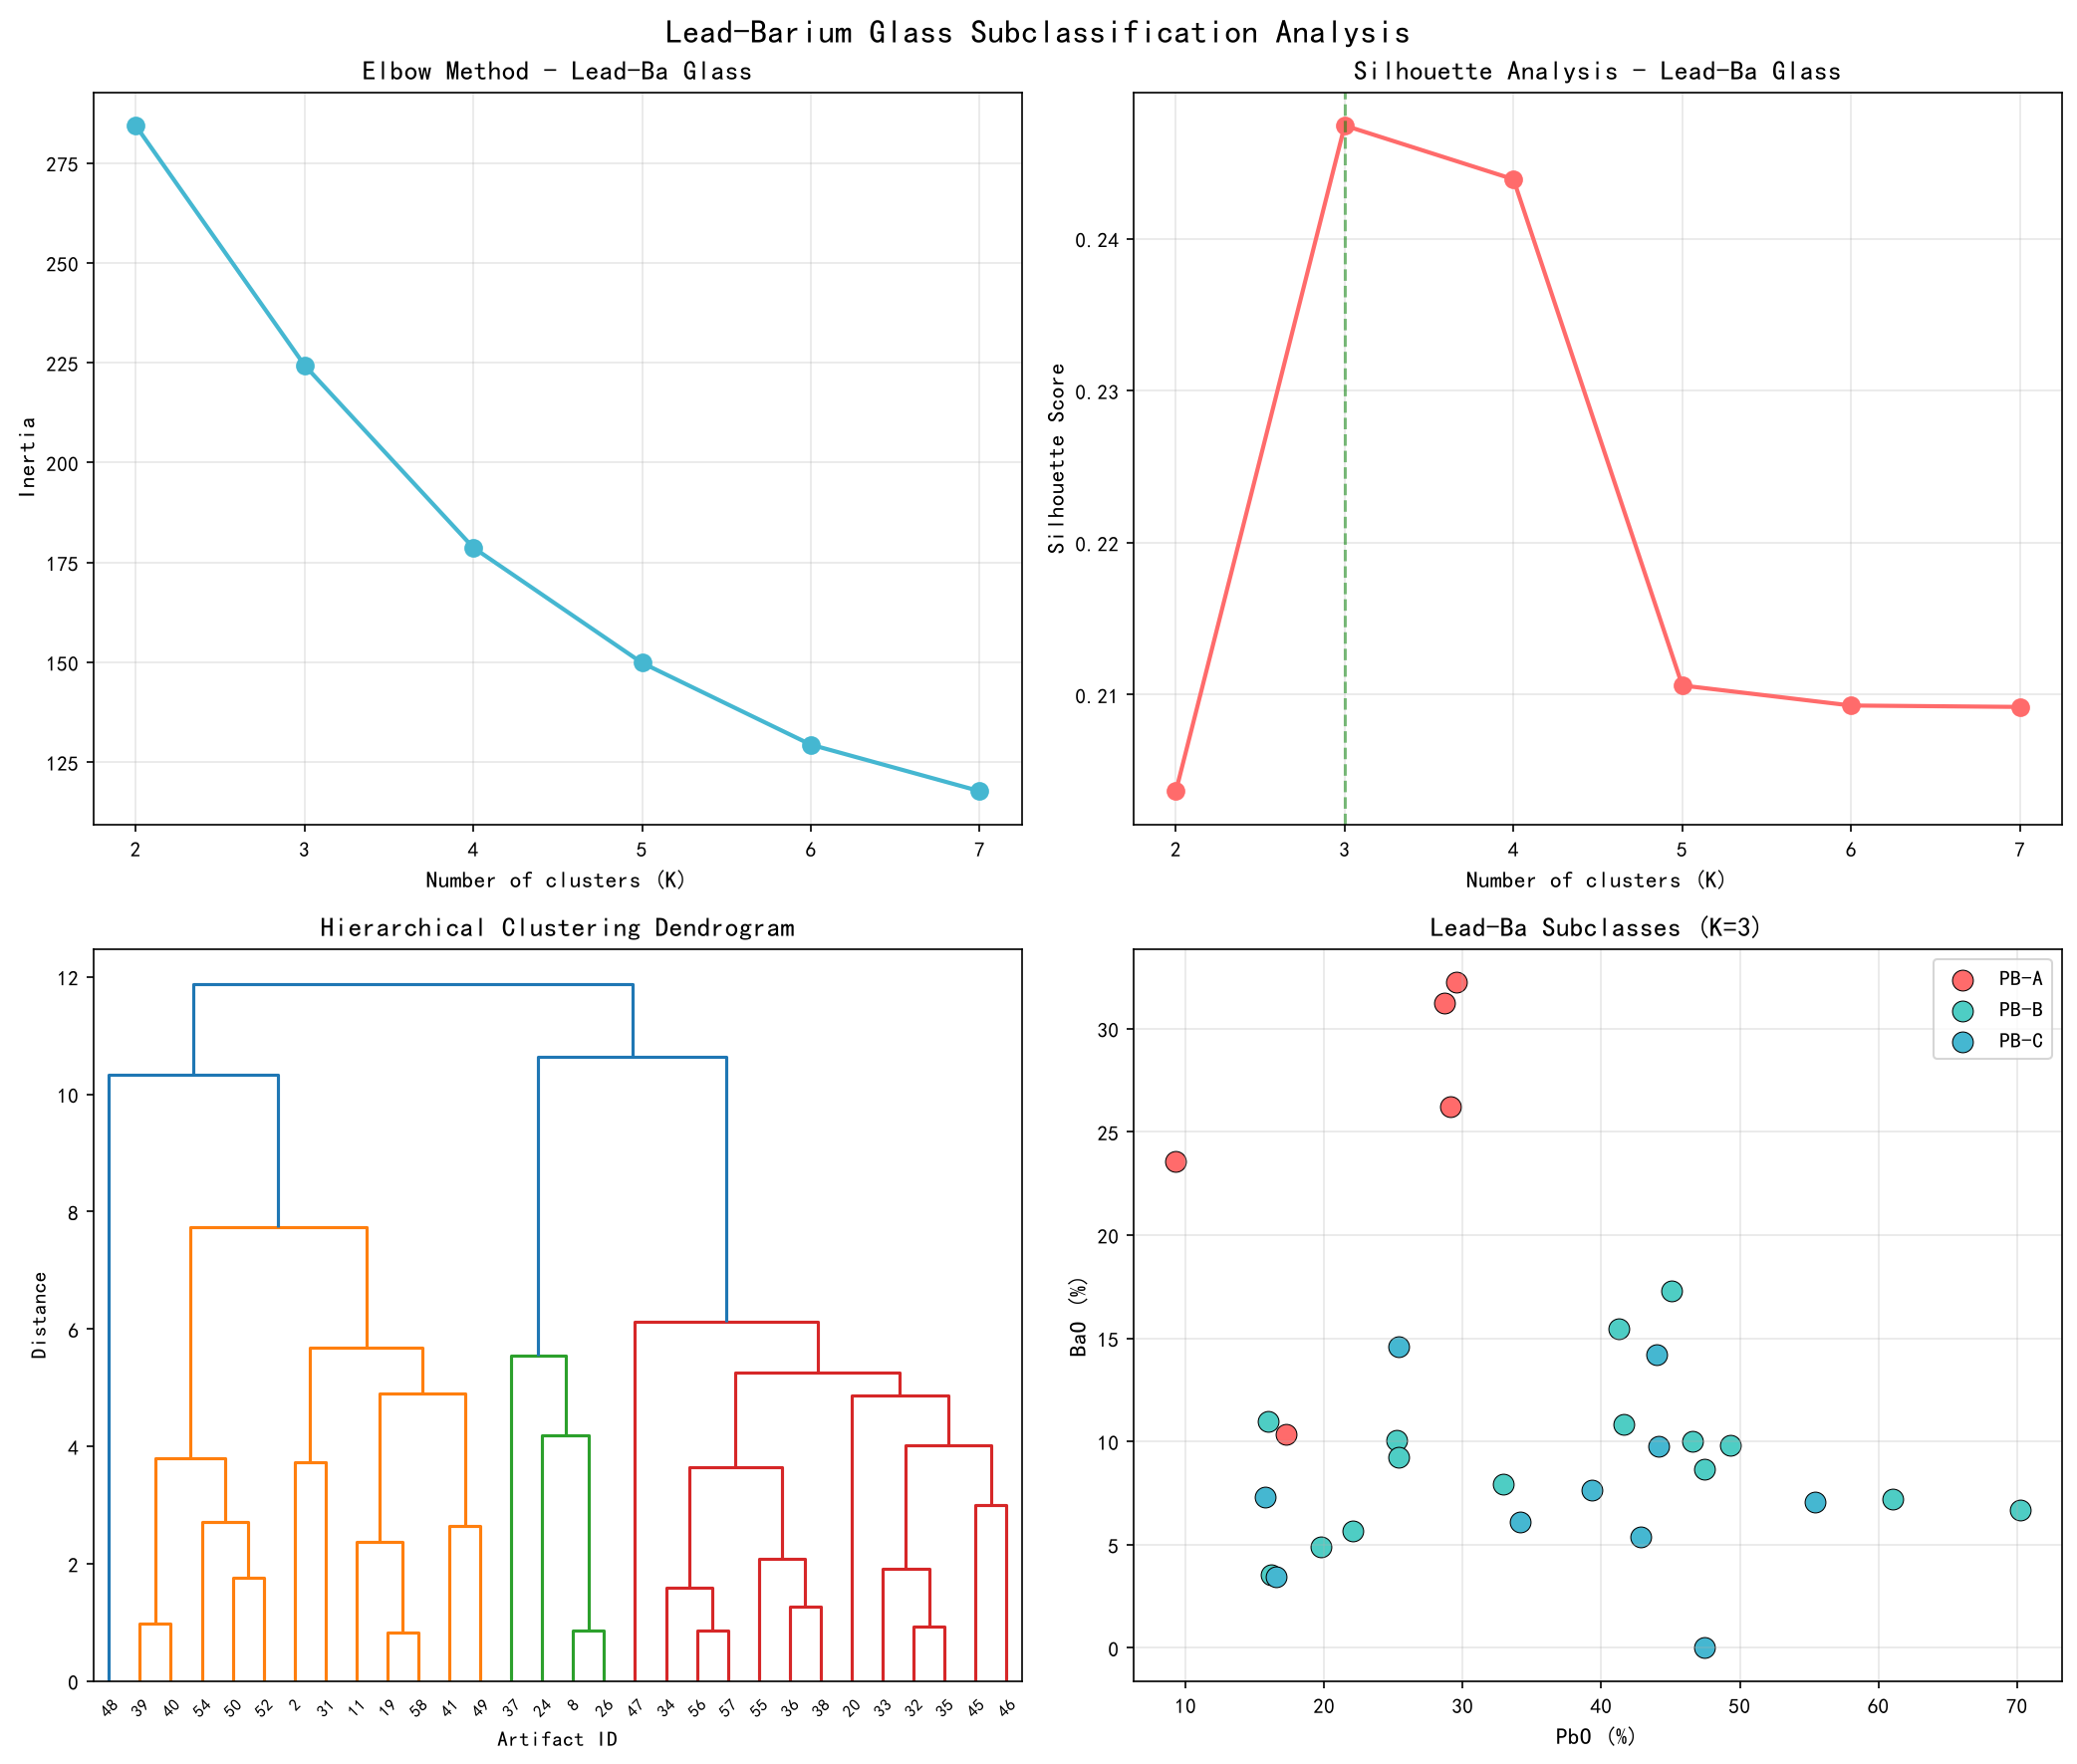 Lead-Barium Glass Subclassification Analysis
Elbow Method - Lead-Ba Glass
275
250
225
200
175
150
125
Inertia
2 3 4 5 6 7
Number of clusters (K)
Silhouette Analysis - Lead-Ba Glass
0.24
0.23
0.22
0.21
Silhouette Score
2 3 4 5 6 7
Number of clusters (K)
Hierarchical Clustering Dendrogram
12
10
8
6
4
2
0
Distance
48 39 40 54 50 52 2 31 11 19 58 41 49 37 24 8 26 47 34 56 57 55 36 38 20 33 32 35 45 46
Artifact ID
Lead-Ba Subclasses (K=3)
PB-A
PB-B
PB-C
30
25
20
15
10
5
0
BaO (%)
10 20 30 40 50 60 70
PbO (%)